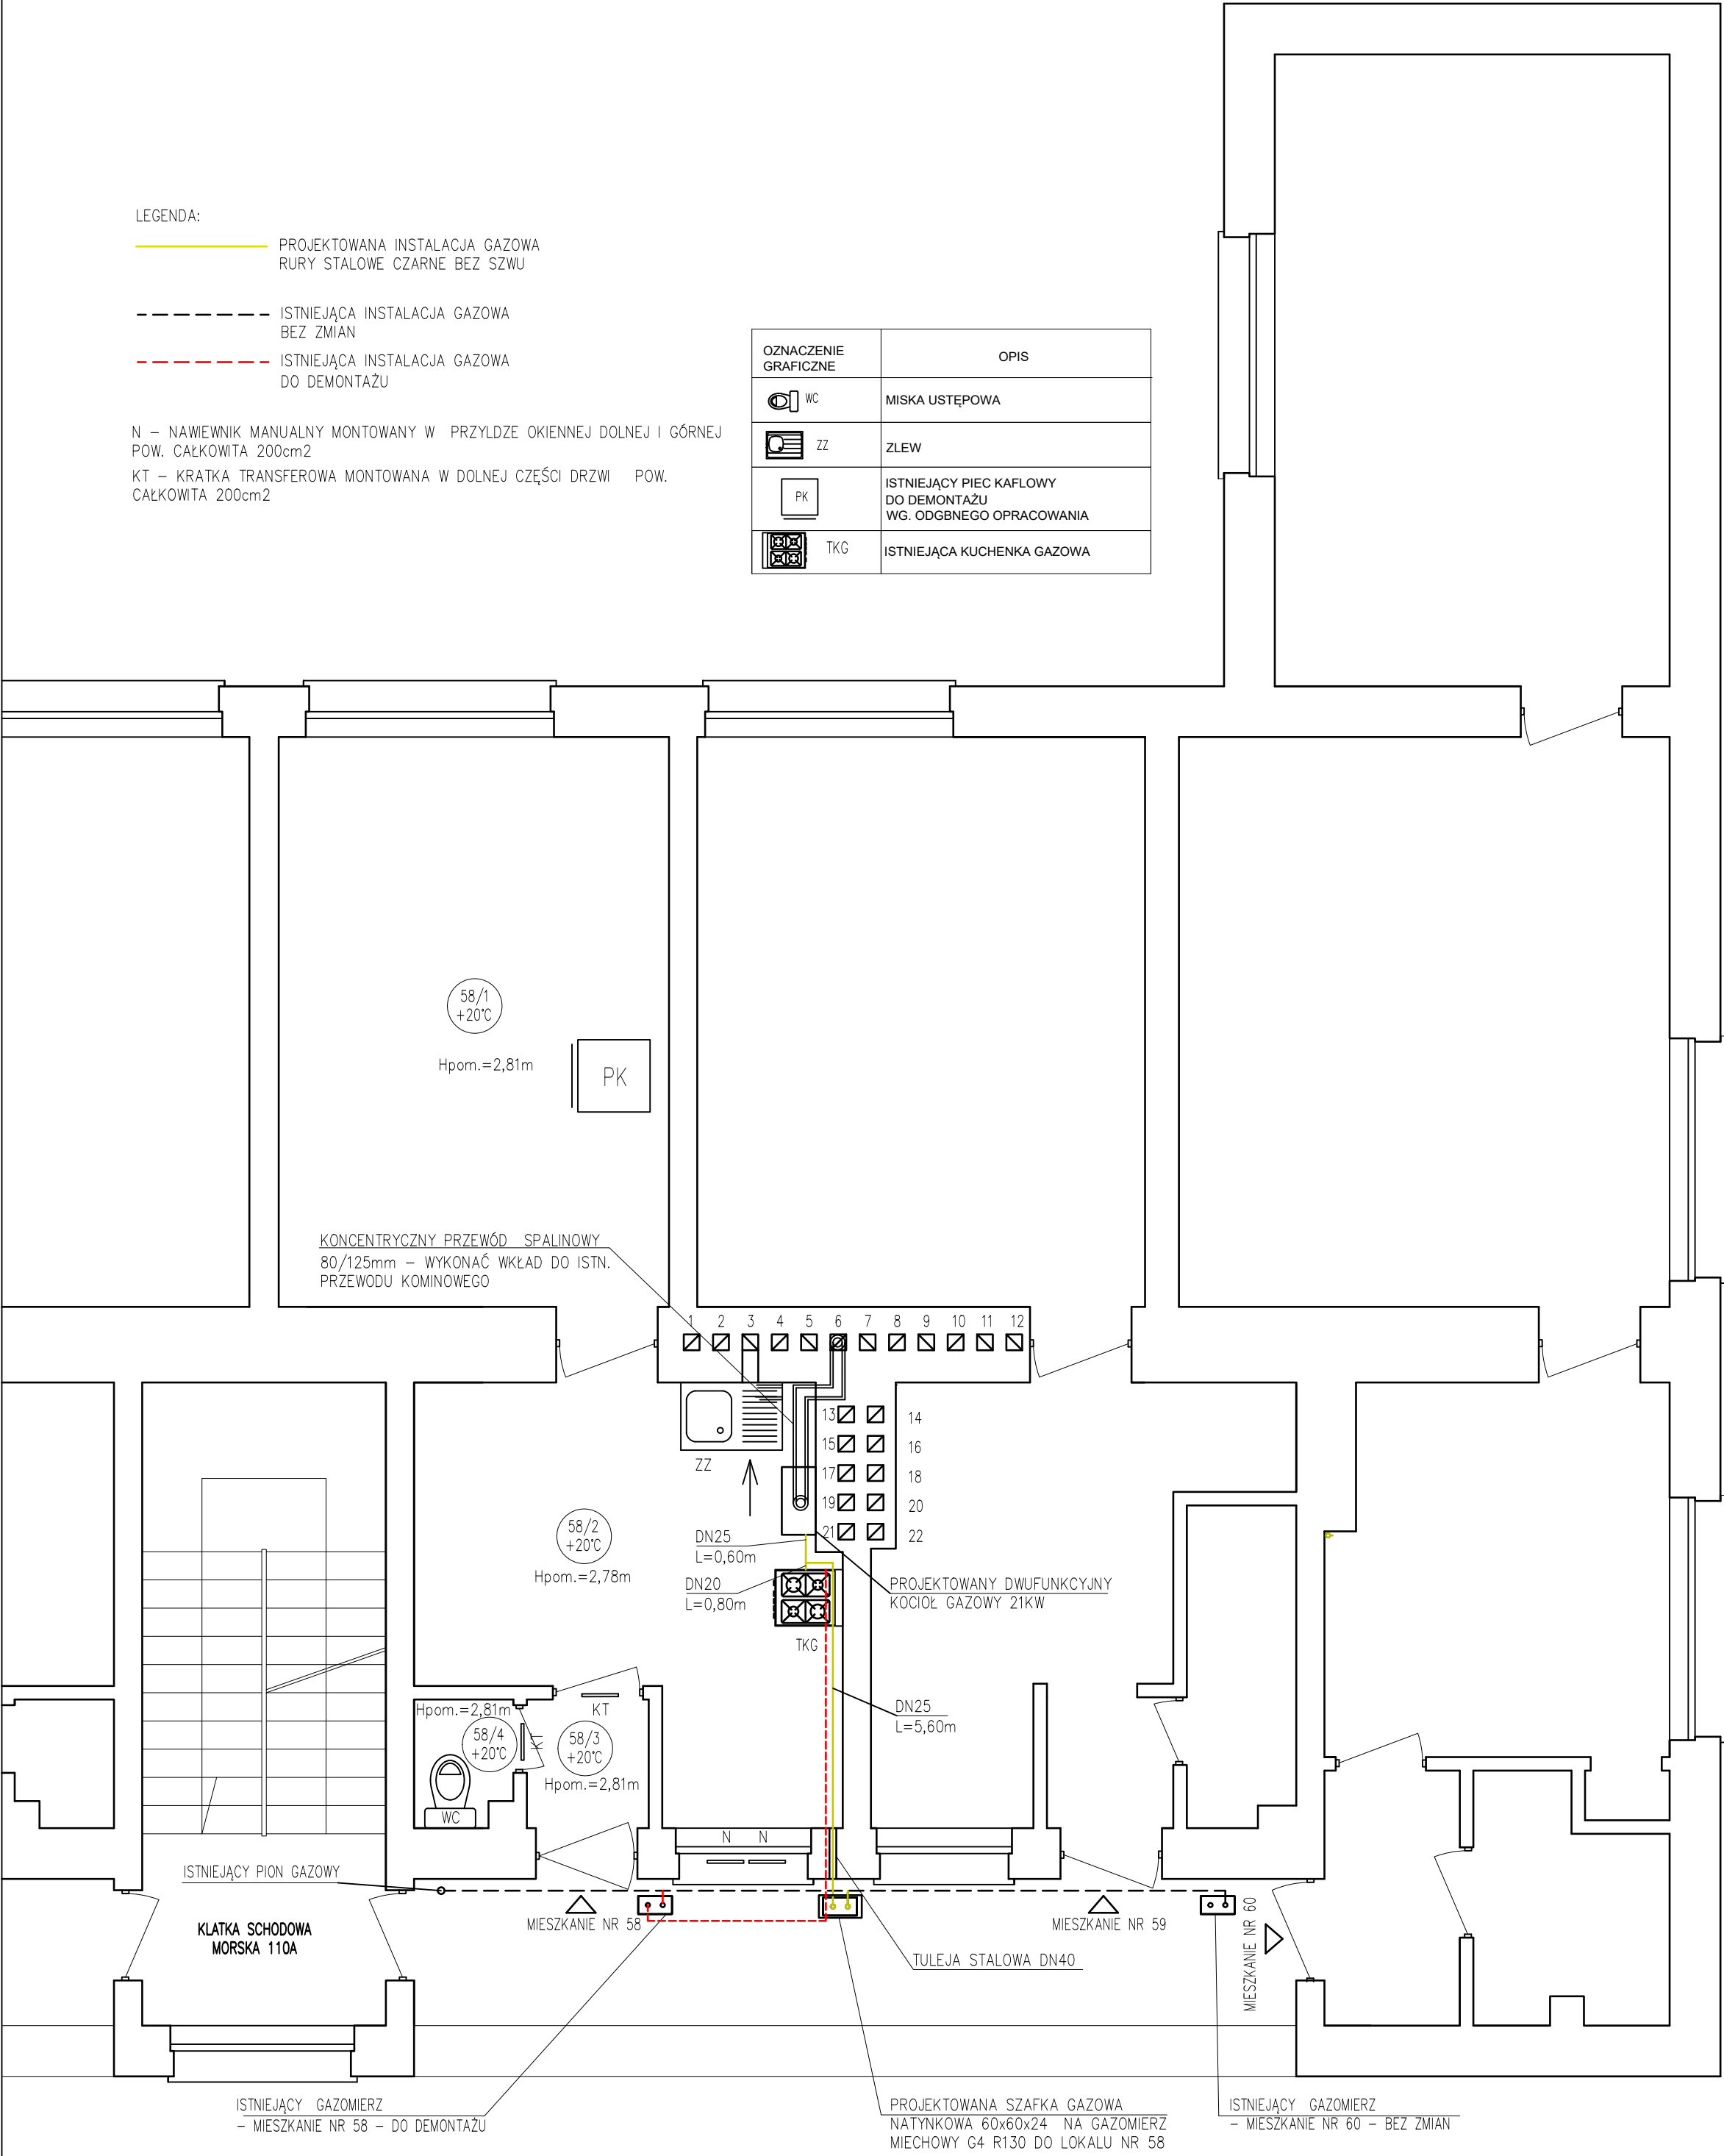 LEGENDA:
PROJEKTOWANA INSTALACJA GAZOWA
RURY STALOWE CZARNE BEZ SZWU
ISTNIEJĄCA INSTALACJA GAZOWA
BEZ ZMIAN
ISTNIEJĄCA INSTALACJA GAZOWA
DO DEMONTAŻU
N – NAWIEWNIK MANUALNY MONTOWANY W PRZYLDZE OKIENNEJ DOLNEJ I GÓRNEJ
POW. CAŁKOWITA 200cm2
KT – KRATKA TRANSFEROWA MONTOWANA W DOLNEJ CZĘŚCI DRZWI POW.
CAŁKOWITA 200cm2
OZNACZENIE
GRAFICZNE
OPIS
WC
MISKA USTĘPOWA
ZZ
ZLEW
PK
ISTNIEJĄCY PIEC KAFLOWY
DO DEMONTAŻU
WG. ODGBNEGO OPRACOWANIA
TKG
ISTNIEJĄCA KUCHENKA GAZOWA
58/1
+20°C
Hpom.=2,81m
PK
KONCENTRYCZNY PRZEWÓD SPALINOWY
80/125mm – WYKONAĆ WKŁAD DO ISTN.
PRZEWODU KOMINOWEGO
1 2 3 4 5 6 7 8 9 10 11 12
13 14
15 16
17 18
19 20
21 22
ZZ
58/2
+20°C
Hpom.=2,78m
DN25
L=0,60m
DN20
L=0,80m
PROJEKTOWANY DWUFUNKCYJNY
KOCIOŁ GAZOWY 21KW
TKG
DN25
L=5,60m
Hpom.=2,81m
58/4
+20°C
KT
KT
58/3
+20°C
Hpom.=2,81m
WC
N N
ISTNIEJĄCY PION GAZOWY
KLATKA SCHODOWA
MORSKA 110A
MIESZKANIE NR 58
MIESZKANIE NR 59
MIESZKANIE NR 60
TULEJA STALOWA DN40
ISTNIEJĄCY GAZOMIERZ
– MIESZKANIE NR 58 – DO DEMONTAŻU
PROJEKTOWANA SZAFKA GAZOWA
NATYNKOWA 60x60x24 NA GAZOMIERZ
MIECHOWY G4 R130 DO LOKALU NR 58
ISTNIEJĄCY GAZOMIERZ
– MIESZKANIE NR 60 – BEZ ZMIAN